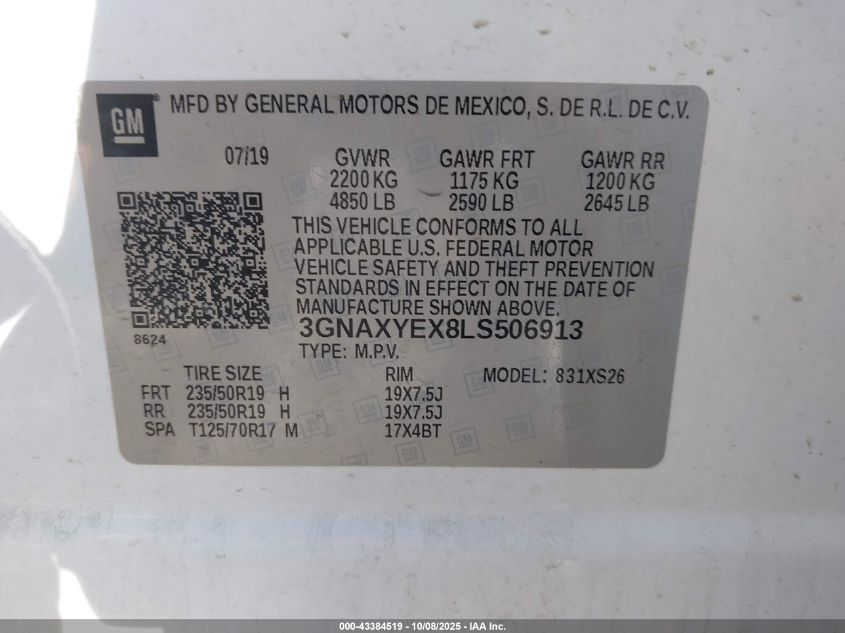 GM ® MFD BY GENERAL MOTORS DE MEXICO, S. DE R.L. DE C.V.
07/19 GVWR GAWR FRT GAWR RR
2200 KG 1175 KG 1200 KG
4850 LB 2590 LB 2645 LB
THIS VEHICLE CONFORMS TO ALL
APPLICABLE U.S. FEDERAL MOTOR
VEHICLE SAFETY AND THEFT PREVENTION
STANDARDS IN EFFECT ON THE DATE OF
MANUFACTURE SHOWN ABOVE.
8624 3GNAXYEX8LS506913
TYPE: M.P.V.
TIRE SIZE RIM MODEL: 831XS26
FRT 235/50R19 H 19X7.5J
RR 235/50R19 H 19X7.5J
SPA T125/70R17 M 17X4BT
000-43384519 - 10/08/2025 - IAA Inc.